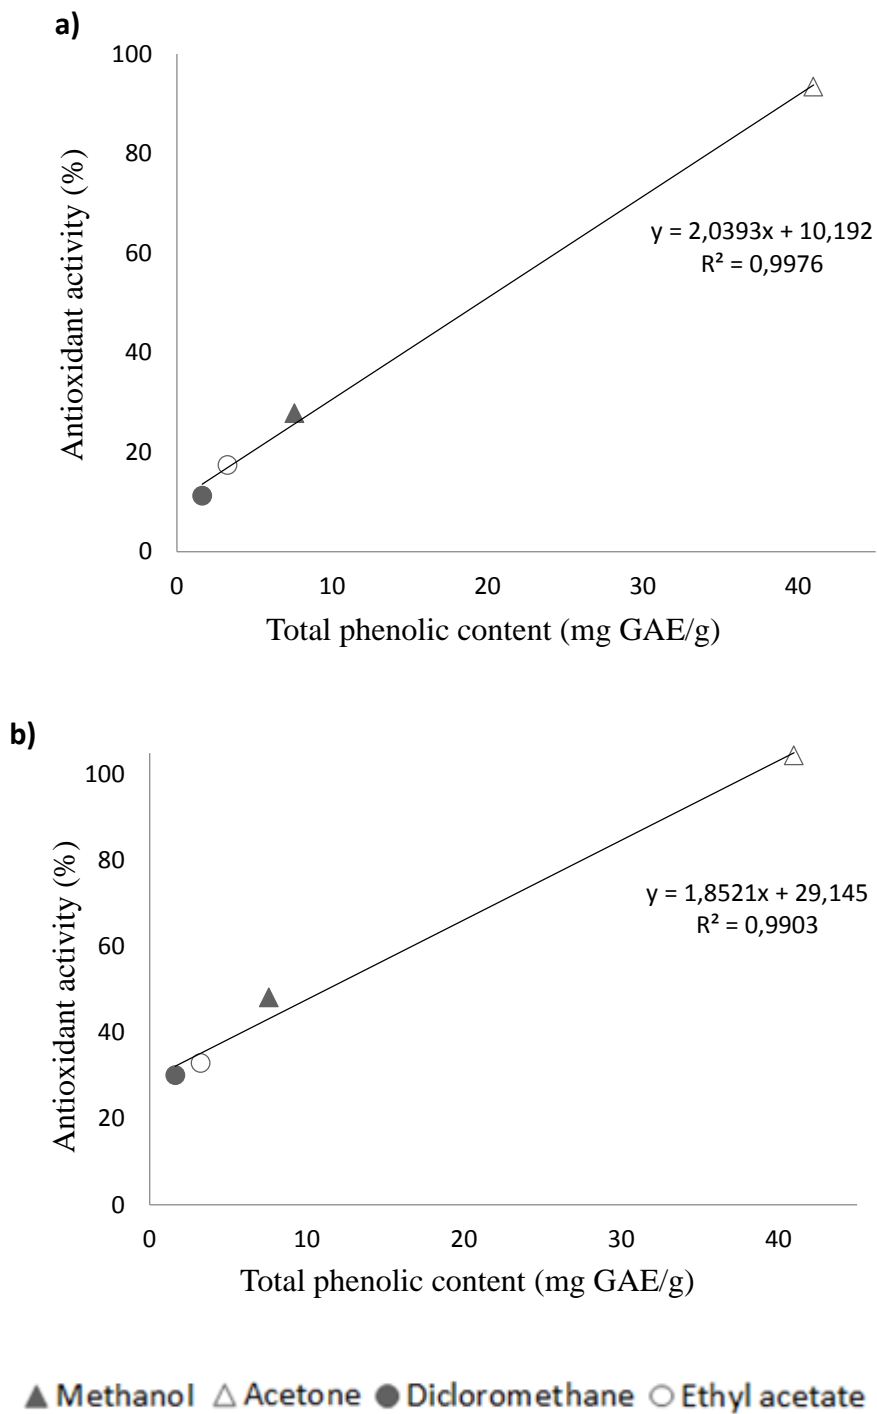 a)
100
80
60
40
20
0
Antioxidant activity (%)
y = 2,0393x + 10,192
R² = 0,9976
0 10 20 30 40
Total phenolic content (mg GAE/g)
b)
100
80
60
40
20
0
Antioxidant activity (%)
y = 1,8521x + 29,145
R² = 0,9903
0 10 20 30 40
Total phenolic content (mg GAE/g)
Methanol Acetone Dicloromethane Ethyl acetate